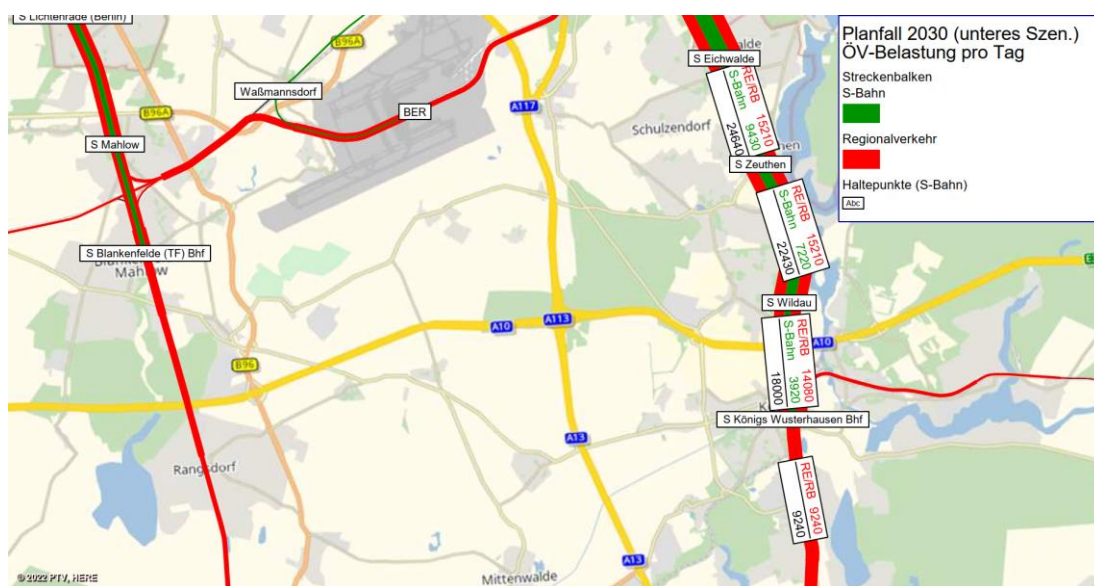 S Lichtenrade (Berlin)
Waßmannsdorf
BER
S Mahlow
S Blankenfelde (TF) Bhf
Mahlow
Rangsdorf
Mittenwalde
Schulzendorf
B96A
B96A
B96
A10
A113
A117
A13
A13
A10
S Eichwalde
RE/RB 15210
S-Bahn 9430
24640
S Zeuthen
RE/RB 15210
S-Bahn 7220
22430
S Wildau
RE/RB 14080
S-Bahn 3920
18000
S Königs Wusterhausen Bhf
RE/RB 9240
9240
Planfall 2030 (unteres Szen.)
ÖV-Belastung pro Tag
Streckenbalken
S-Bahn
Regionalverkehr
Haltepunkte (S-Bahn)
Abc
© 2022 PTV, HERE